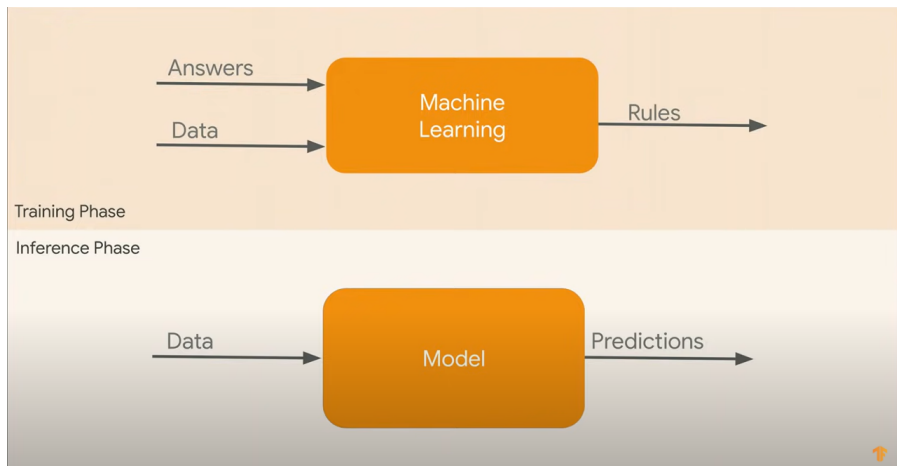 Answers
Data
Machine
Learning
Rules
Training Phase
Inference Phase
Data
Model
Predictions